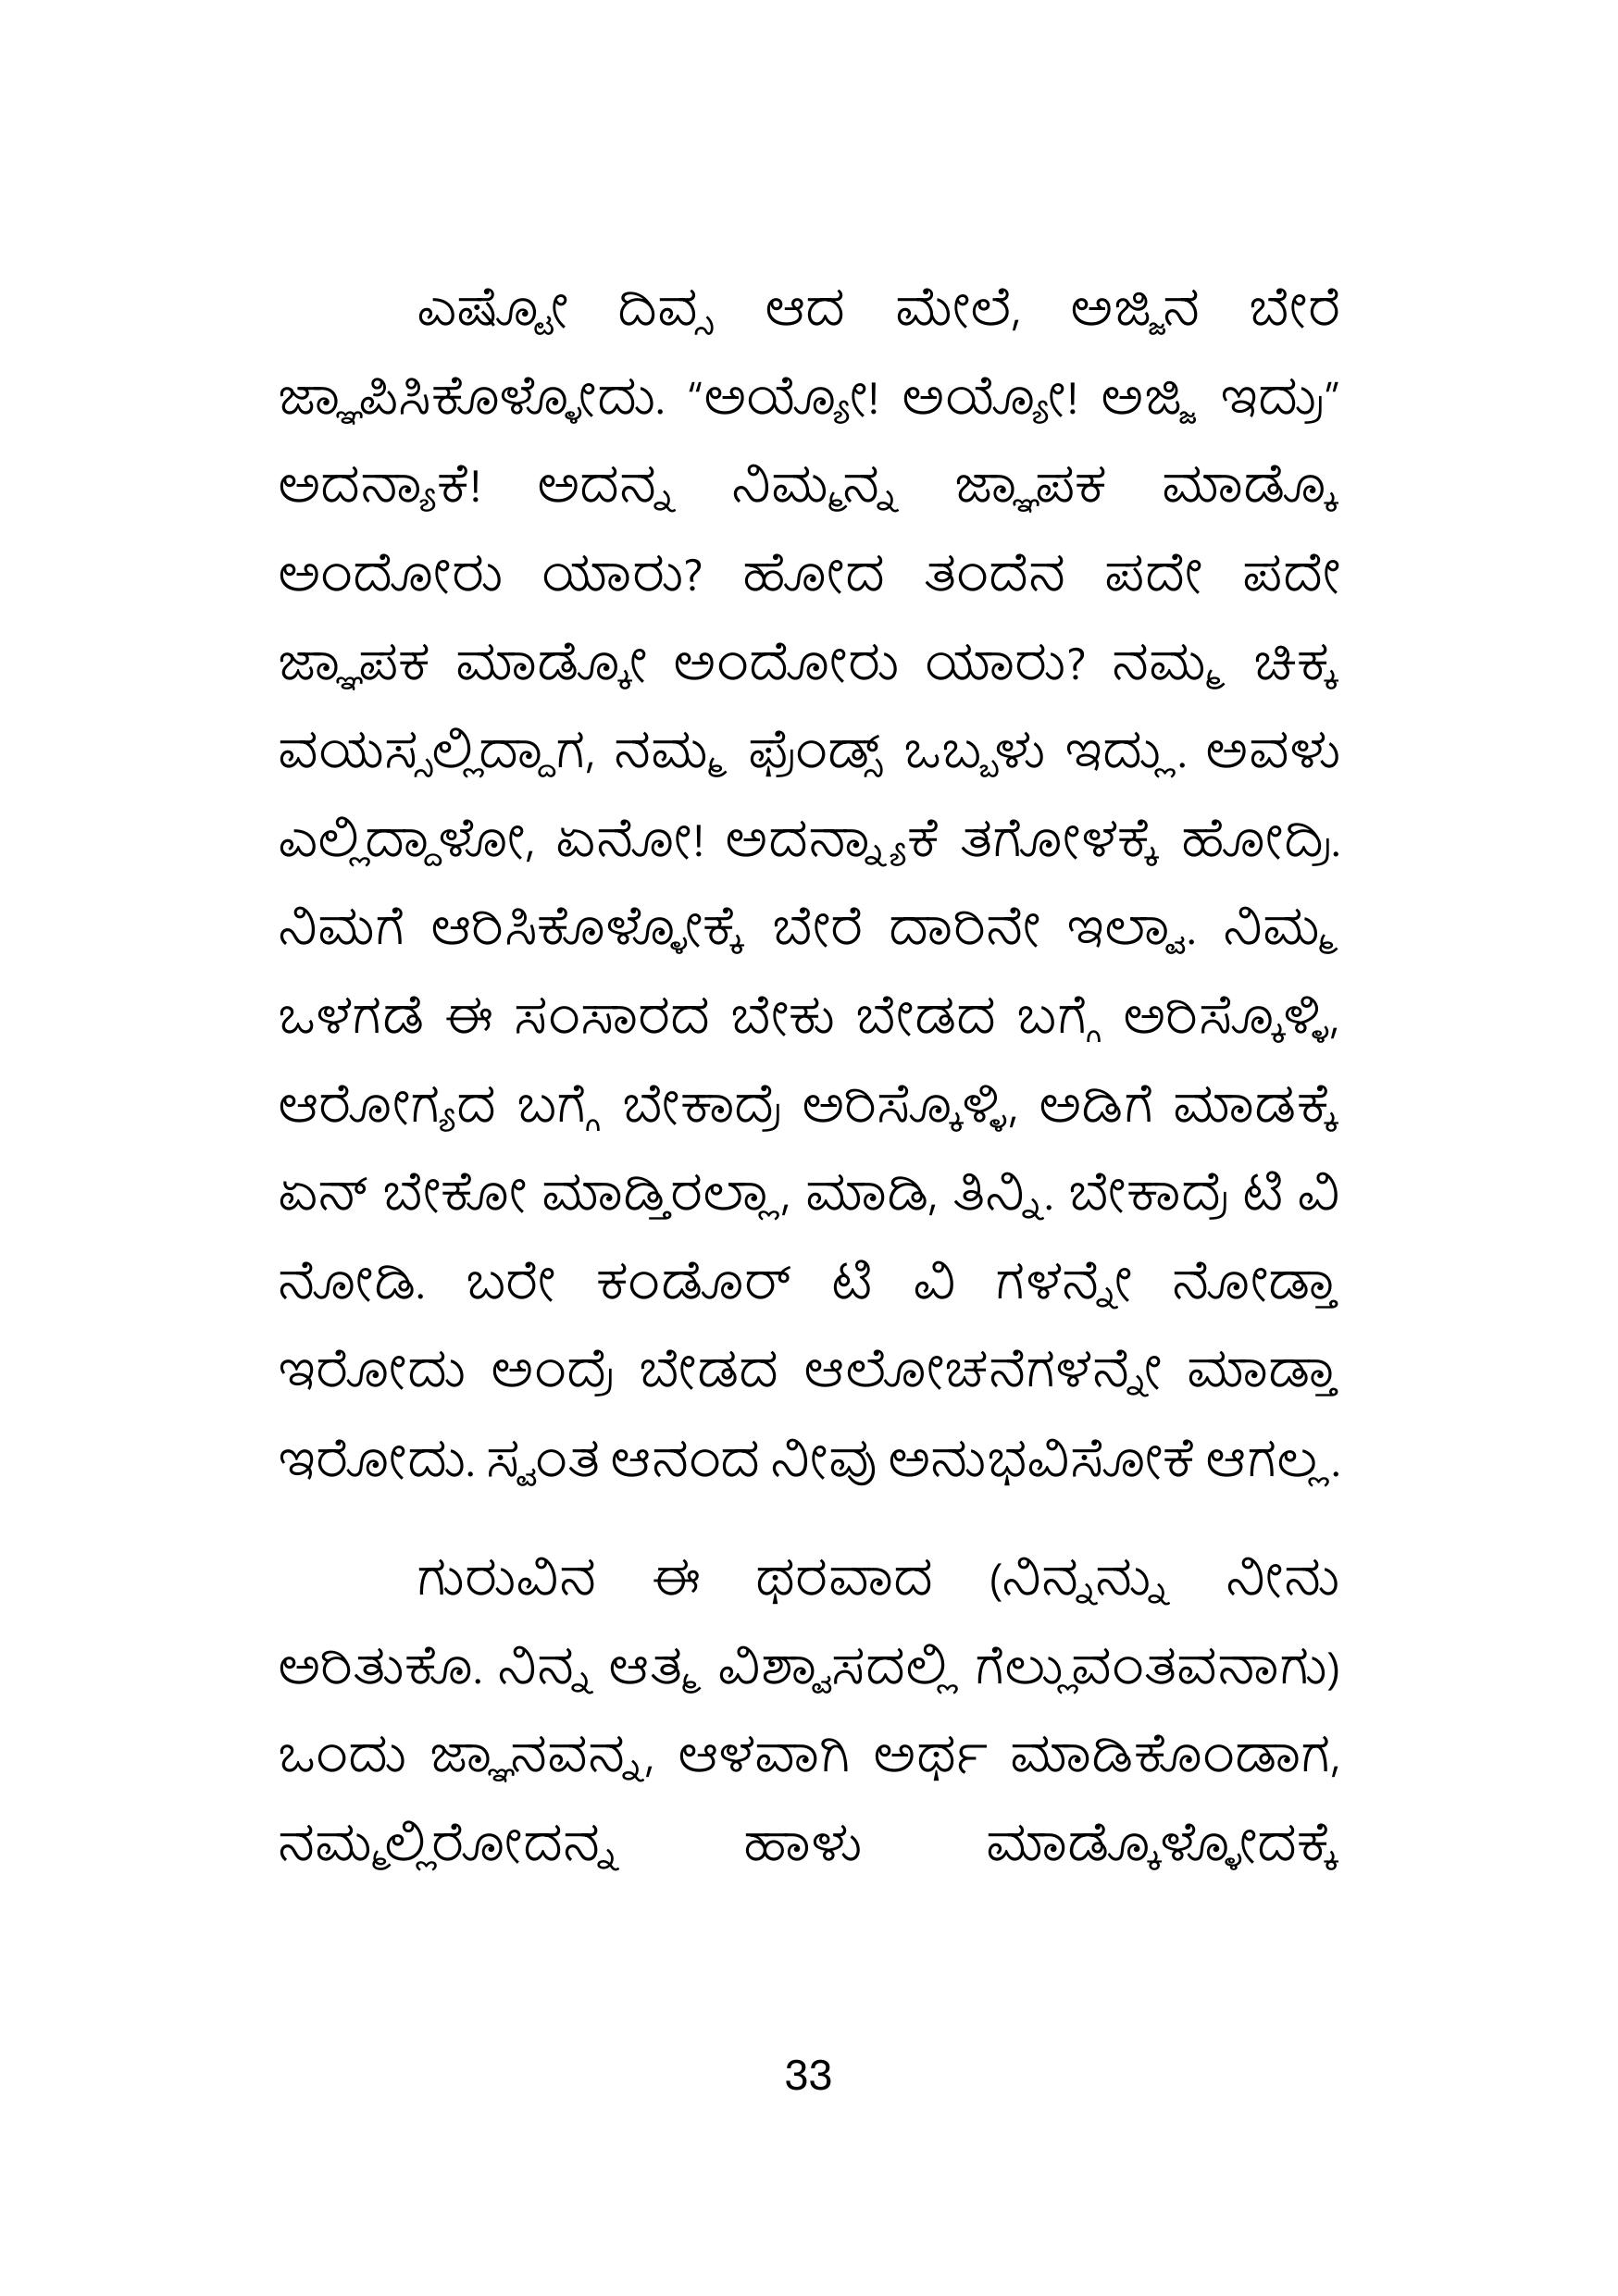 ಎಷ್ಟೋ ದಿವ್ಸ ಆದ ಮೇಲೆ, ಅಜ್ಜಿನ ಬೇರೆ
ಜ್ಞಾಪಿಸಿಕೊಳ್ಳೋದು. “ಅಯ್ಯೋ! ಅಯ್ಯೋ! ಅಜ್ಜಿ ಇದ್ರು”
ಅದನ್ಯಾಕೆ! ಅದನ್ನ ನಿಮ್ಮನ್ನ ಜ್ಞಾಪಕ ಮಾಡ್ಕೊ
ಅಂದೋರು ಯಾರು? ಹೋದ ತಂದೆನ ಪದೇ ಪದೇ
ಜ್ಞಾಪಕ ಮಾಡ್ಕೋ ಅಂದೋರು ಯಾರು? ನಮ್ಮ ಚಿಕ್ಕ
ವಯಸ್ಸಲ್ಲಿದ್ದಾಗ, ನಮ್ಮ ಫ್ರೆಂಡ್ಸ್ ಒಬ್ಬಳು ಇದ್ಲು. ಅವಳು
ಎಲ್ಲಿದ್ದಾಳೋ, ಏನೋ! ಅದನ್ನ್ಯಾಕೆ ತಗೋಳಕ್ಕೆ ಹೋದ್ರಿ.
ನಿಮಗೆ ಆರಿಸಿಕೊಳ್ಳೋಕ್ಕೆ ಬೇರೆ ದಾರಿನೇ ಇಲ್ವಾ. ನಿಮ್ಮ
ಒಳಗಡೆ ಈ ಸಂಸಾರದ ಬೇಕು ಬೇಡದ ಬಗ್ಗೆ ಅರಿಸ್ಕೊಳ್ಳಿ,
ಆರೋಗ್ಯದ ಬಗ್ಗೆ ಬೇಕಾದ್ರೆ ಅರಿಸ್ಕೊಳ್ಳಿ, ಅಡಿಗೆ ಮಾಡಕ್ಕೆ
ಏನ್ ಬೇಕೋ ಮಾಡ್ತಿರಲ್ಲಾ, ಮಾಡಿ, ತಿನ್ನಿ. ಬೇಕಾದ್ರೆ ಟಿ ವಿ
ನೋಡಿ. ಬರೇ ಕಂಡೊರ್ ಟಿ ವಿ ಗಳನ್ನೇ ನೋಡ್ತಾ
ಇರೋದು ಅಂದ್ರೆ ಬೇಡದ ಆಲೋಚನೆಗಳನ್ನೇ ಮಾಡ್ತಾ
ಇರೋದು. ಸ್ವಂತ ಆನಂದ ನೀವು ಅನುಭವಿಸೋಕೆ ಆಗಲ್ಲ.
ಗುರುವಿನ ಈ ಥರವಾದ (ನಿನ್ನನ್ನು ನೀನು
ಅರಿತುಕೊ. ನಿನ್ನ ಆತ್ಮ ವಿಶ್ವಾಸದಲ್ಲಿ ಗೆಲ್ಲುವಂತವನಾಗು)
ಒಂದು ಜ್ಞಾನವನ್ನ, ಆಳವಾಗಿ ಅರ್ಥ ಮಾಡಿಕೊಂಡಾಗ,
ನಮ್ಮಲ್ಲಿರೋದನ್ನ ಹಾಳು ಮಾಡ್ಕೊಳ್ಳೋದಕ್ಕೆ
33